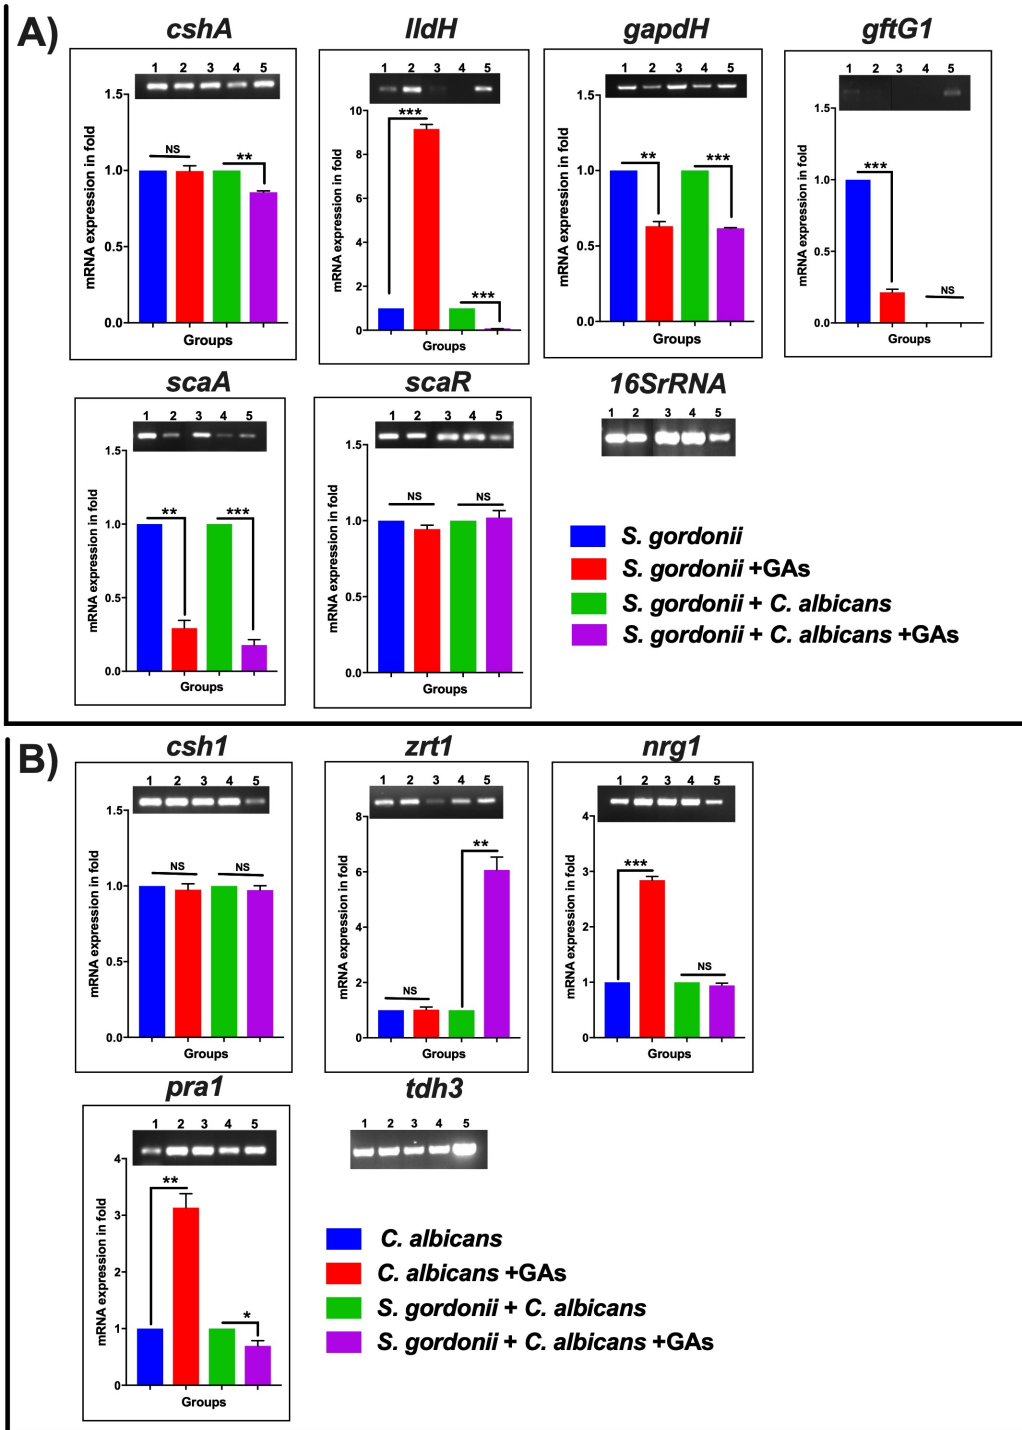 A)
cshA
lldH
gapdH
gftG1
1 2 3 4 5
1.5
1.0
0.5
0.0
mRNA expression in fold
NS
**
Groups
1 2 3 4 5
10
8
6
4
2
0
mRNA expression in fold
***
***
Groups
1 2 3 4 5
1.5
1.0
0.5
0.0
mRNA expression in fold
**
***
Groups
1 2 3 4 5
1.5
1.0
0.5
0.0
mRNA expression in fold
***
NS
Groups
scaA
scaR
16SrRNA
1 2 3 4 5
1.5
1.0
0.5
0.0
mRNA expression in fold
**
***
Groups
1 2 3 4 5
1.5
1.0
0.5
0.0
mRNA expression in fold
NS
NS
Groups
1 2 3 4 5
S. gordonii
S. gordonii +GAs
S. gordonii + C. albicans
S. gordonii + C. albicans +GAs
B)
csh1
zrt1
nrg1
1 2 3 4 5
1.5
1.0
0.5
0.0
mRNA expression in fold
NS
NS
Groups
1 2 3 4 5
8
6
4
2
0
mRNA expression in fold
NS
**
Groups
1 2 3 4 5
4
3
2
1
0
mRNA expression in fold
***
NS
Groups
pra1
tdh3
1 2 3 4 5
4
3
2
1
0
mRNA expression in fold
**
*
Groups
1 2 3 4 5
C. albicans
C. albicans +GAs
S. gordonii + C. albicans
S. gordonii + C. albicans +GAs